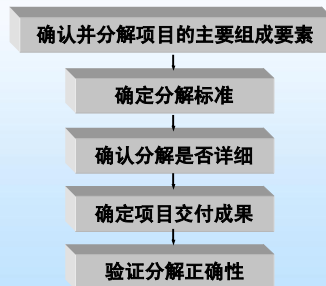 确认并分解项目的主要组成要素
确定分解标准
确认分解是否详细
确定项目交付成果
验证分解正确性